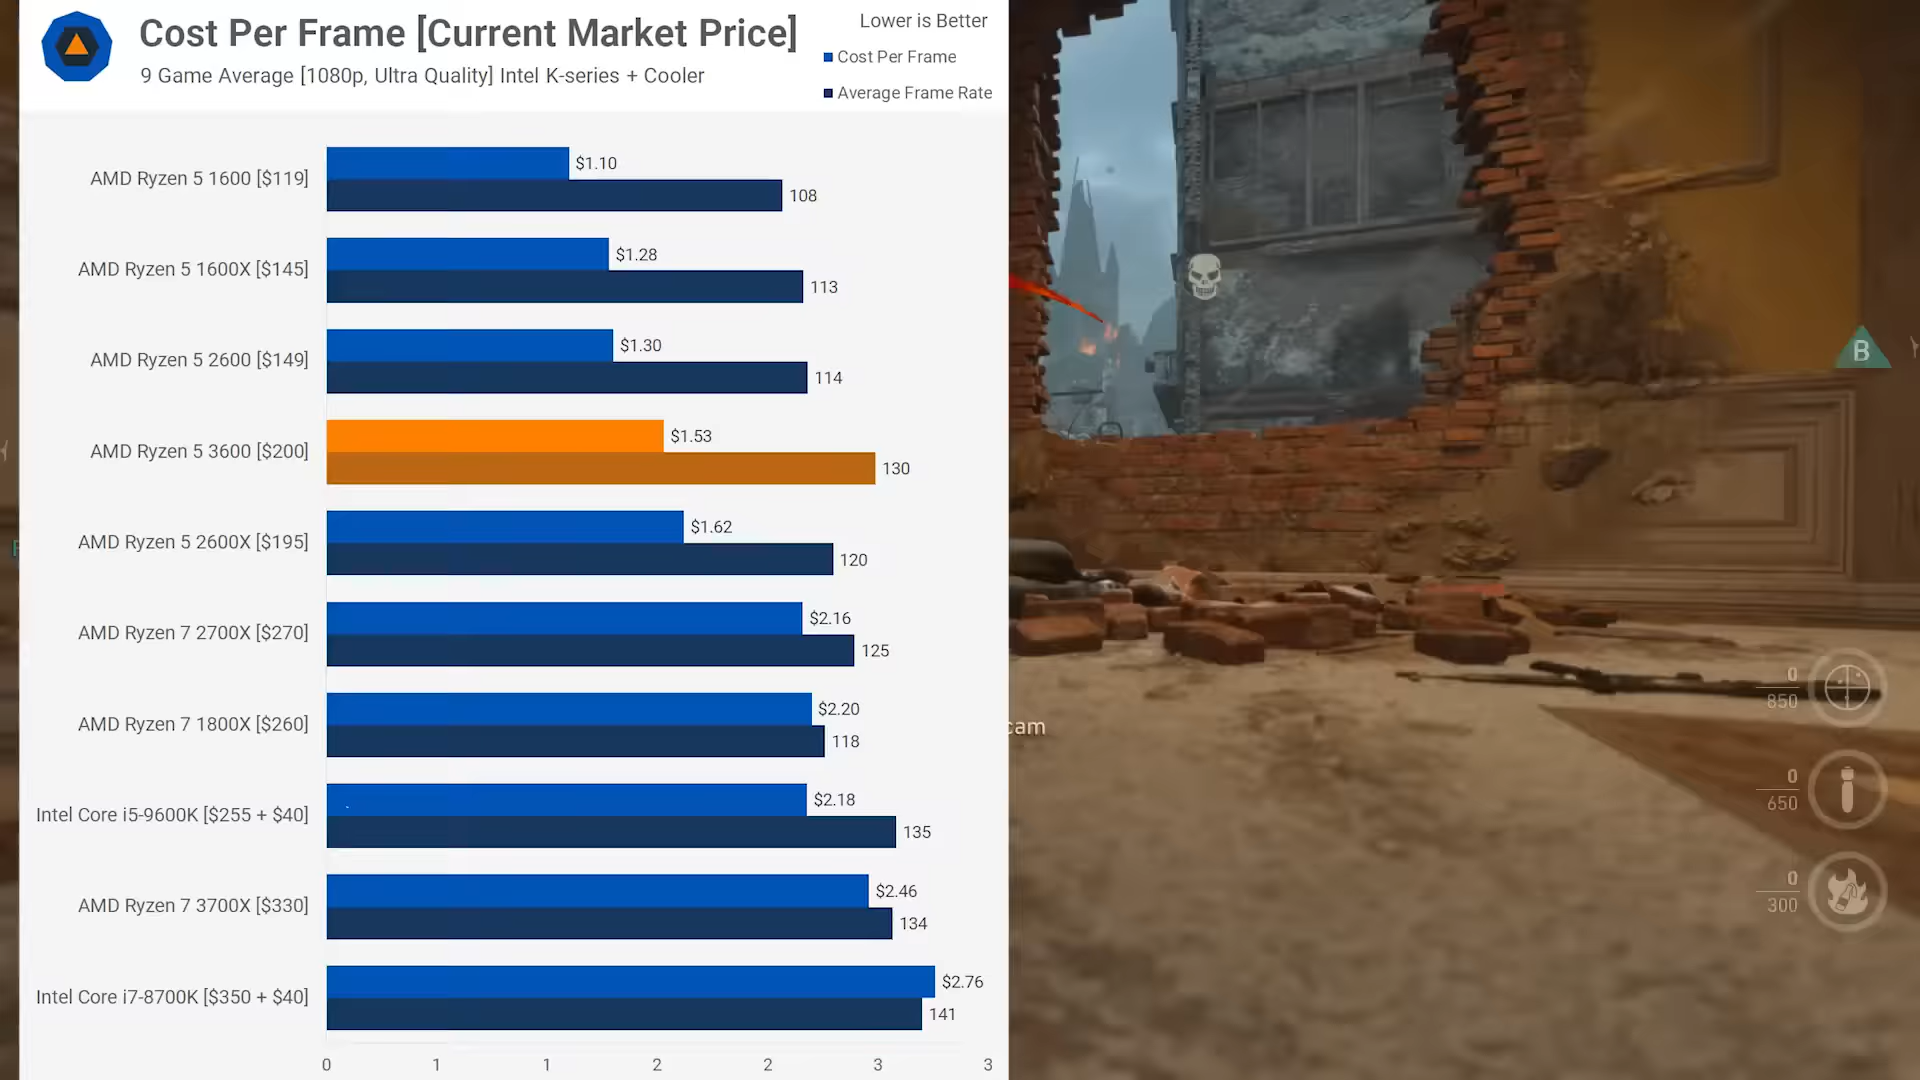 Cost Per Frame [Current Market Price]
9 Game Average [1080p, Ultra Quality] Intel K-series + Cooler
Lower is Better
Cost Per Frame
Average Frame Rate
AMD Ryzen 5 1600 [$119]
$1.10
108
AMD Ryzen 5 1600X [$145]
$1.28
113
AMD Ryzen 5 2600 [$149]
$1.30
114
AMD Ryzen 5 3600 [$200]
$1.53
130
AMD Ryzen 5 2600X [$195]
$1.62
120
AMD Ryzen 7 2700X [$270]
$2.16
125
AMD Ryzen 7 1800X [$260]
$2.20
118
Intel Core i5-9600K [$255 + $40]
$2.18
135
AMD Ryzen 7 3700X [$330]
$2.46
134
Intel Core i7-8700K [$350 + $40]
$2.76
141
0 1 1 2 2 3 3
B
cam
0
850
0
650
0
300